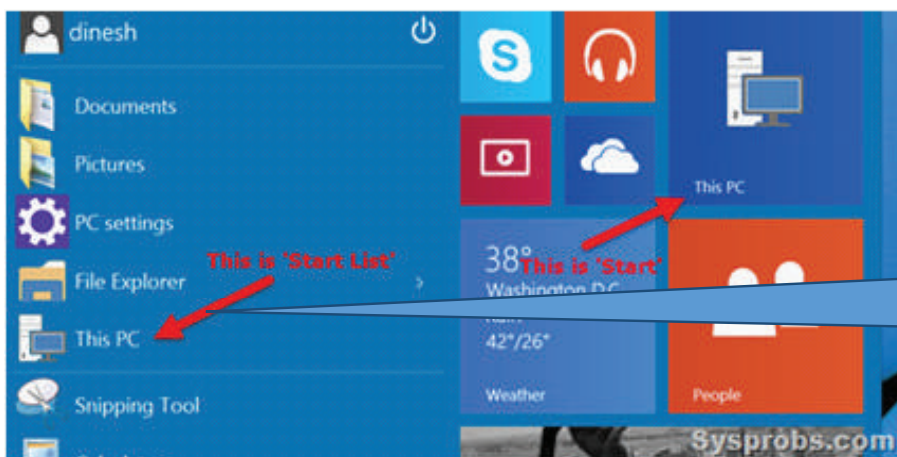 dinesh
Documents
Pictures
PC settings
This is 'Start List'
File Explorer
This PC
Snipping Tool
S
This PC
38°
This is 'Start'
Washington D.C.
42°/26°
Weather
People
Sysprobs.com